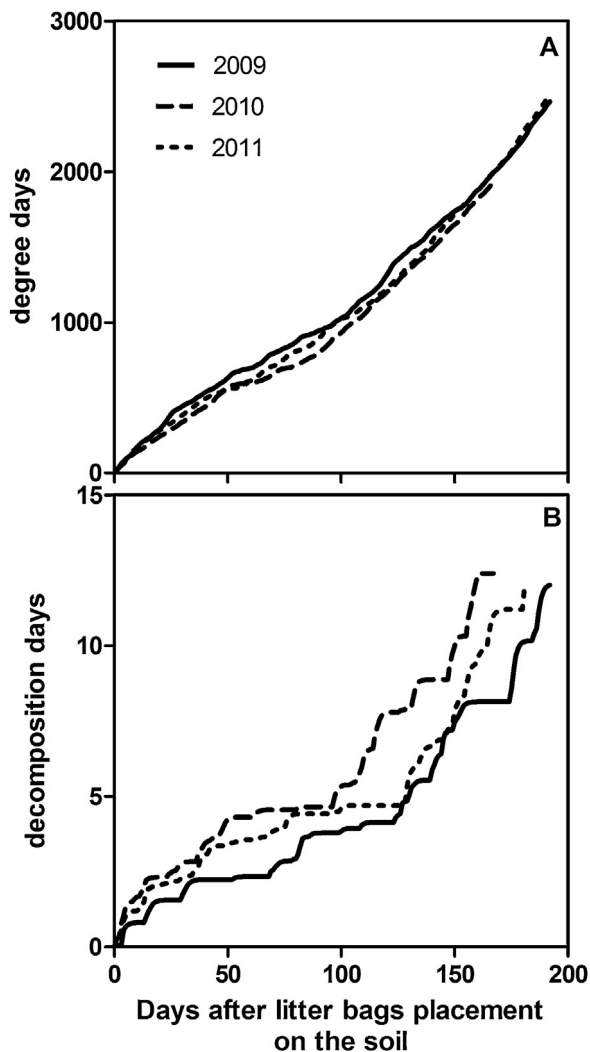 3000
A
2009
2010
2011
2000
1000
0
degree days
15
B
10
5
0
decomposition days
0
50
100
150
200
Days after litter bags placement
on the soil